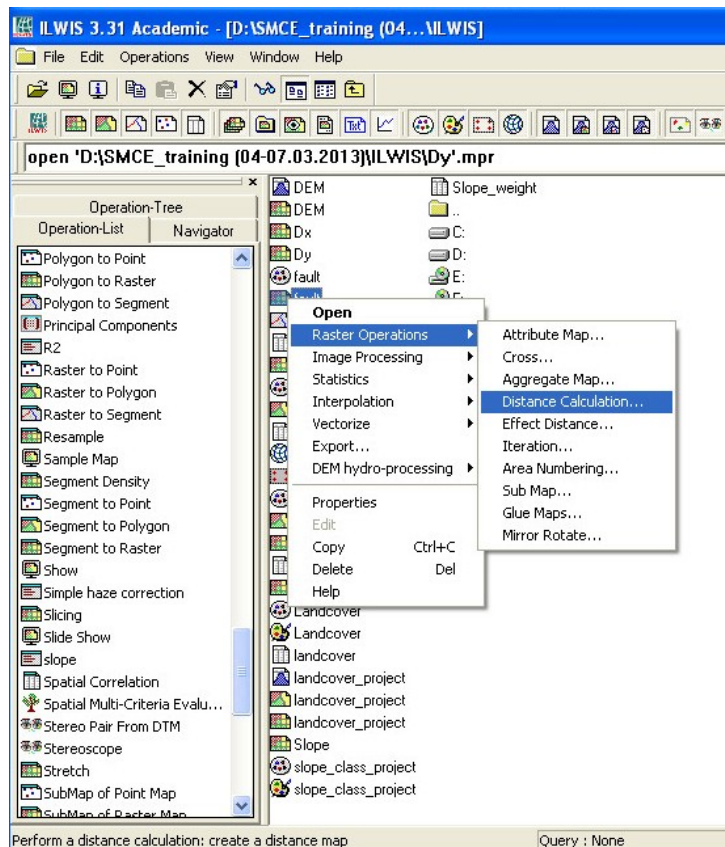 ILWIS 3.31 Academic - [D:\SMCE_training (04...\ILWIS]
File Edit Operations View Window Help
open 'D:\SMCE_training (04-07.03.2013)\ILWIS\Dy'.mpr
Operation-Tree
Operation-List Navigator
Polygon to Point
Polygon to Raster
Polygon to Segment
Principal Components
R2
Raster to Point
Raster to Polygon
Raster to Segment
Resample
Sample Map
Segment Density
Segment to Point
Segment to Polygon
Segment to Raster
Show
Simple haze correction
Slicing
Slide Show
slope
Spatial Correlation
Spatial Multi-Criteria Evalu...
Stereo Pair From DTM
Stereoscope
Stretch
SubMap of Point Map
SubMap of Raster Map
DEM
DEM
Dx
Dy
fault
fault
Landcover
Landcover
landcover
landcover_project
landcover_project
landcover_project
Slope
slope_class_project
slope_class_project
Slope_weight
..
C:
D:
E:
Open
Raster Operations
Image Processing
Statistics
Interpolation
Vectorize
Export...
DEM hydro-processing
Properties
Edit
Copy Ctrl+C
Delete Del
Help
Attribute Map...
Cross...
Aggregate Map...
Distance Calculation...
Effect Distance...
Iteration...
Area Numbering...
Sub Map...
Glue Maps...
Mirror Rotate...
Perform a distance calculation: create a distance map
Query : None